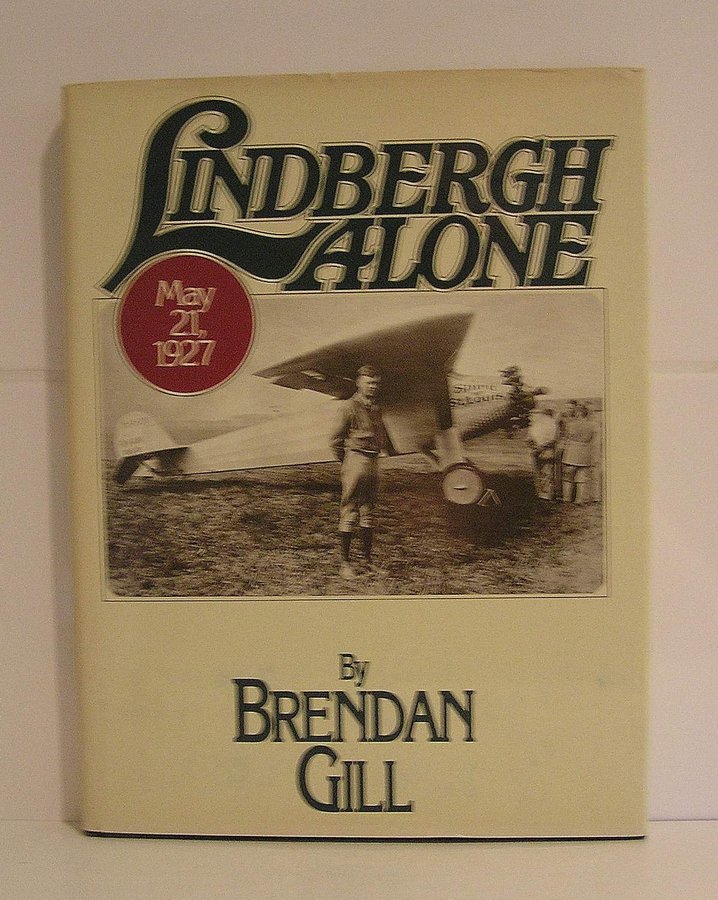 LINDBERGH
ALONE
May
21,
1927
Spirit
St. Louis
By
BRENDAN
GILL